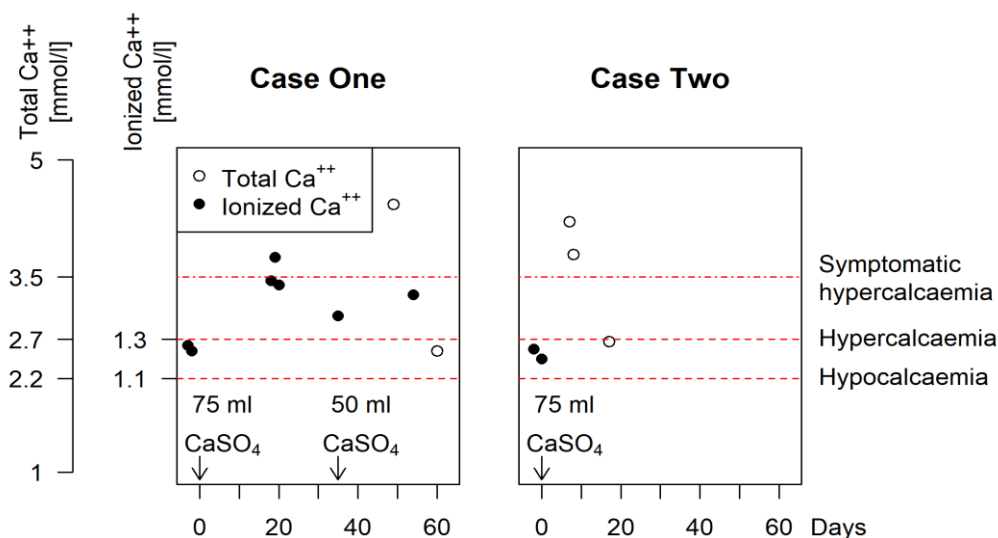 Total Ca++
[mmol/l]
Ionized Ca++
[mmol/l]
Case One
Case Two
Total Ca⁺⁺
Ionized Ca⁺⁺
5
3.5
2.7
2.2
1
1.3
1.1
Symptomatic
hypercalcaemia
Hypercalcaemia
Hypocalcaemia
75 ml
CaSO₄
50 ml
CaSO₄
75 ml
CaSO₄
0 20 40 60
0 20 40 60
Days